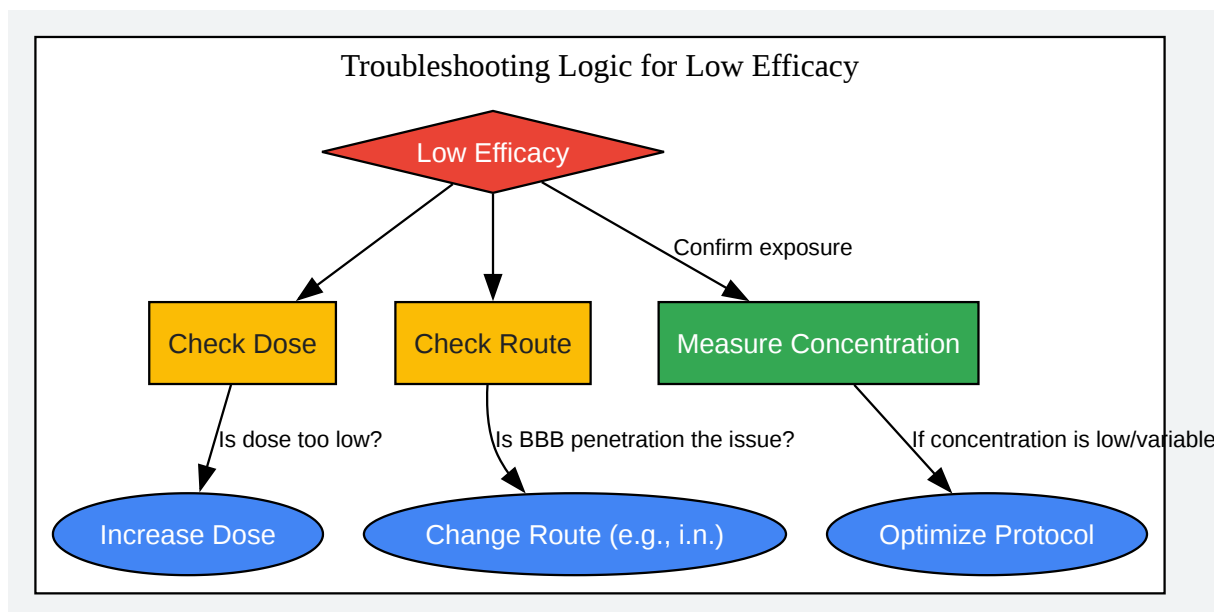 Troubleshooting Logic for Low Efficacy
Low Efficacy
Confirm exposure
Check Dose
Check Route
Measure Concentration
Is dose too low?
Is BBB penetration the issue?
If concentration is low/variable
Increase Dose
Change Route (e.g., i.n.)
Optimize Protocol